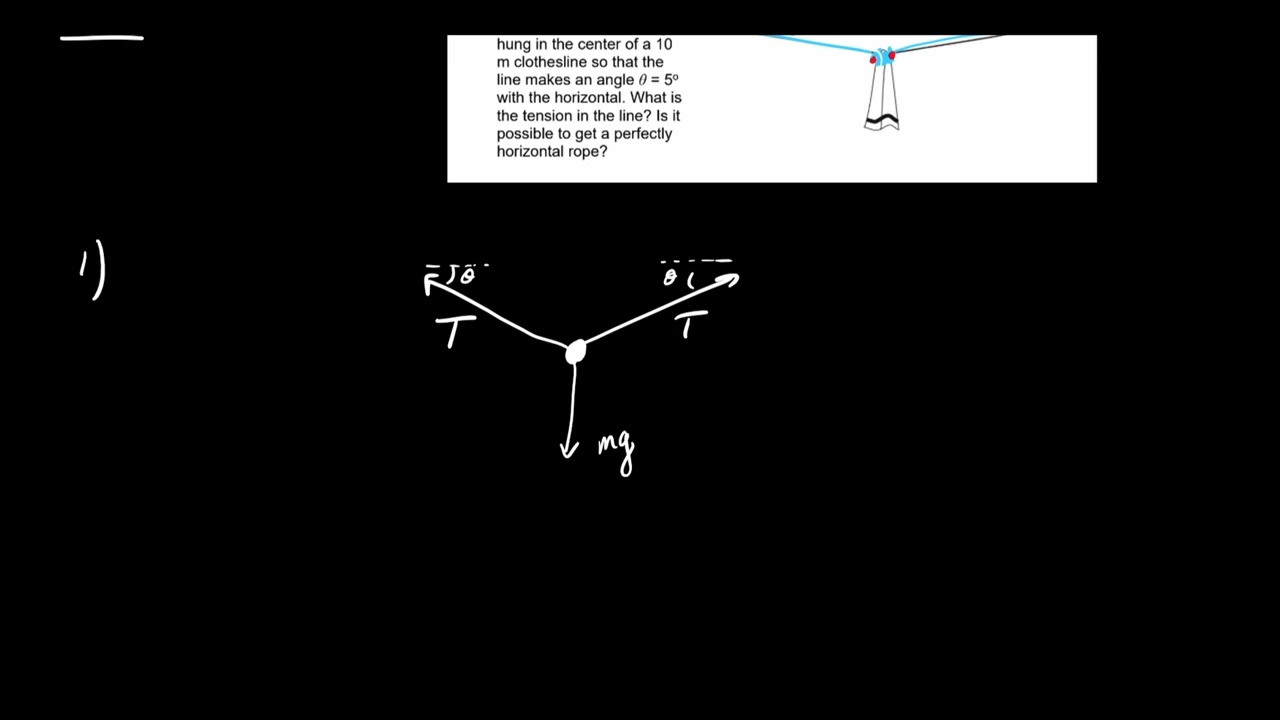 hung in the center of a 10
m clothesline so that the
line makes an angle θ = 5º
with the horizontal. What is
the tension in the line? Is it
possible to get a perfectly
horizontal rope?
1)
θ θ
T T
mg